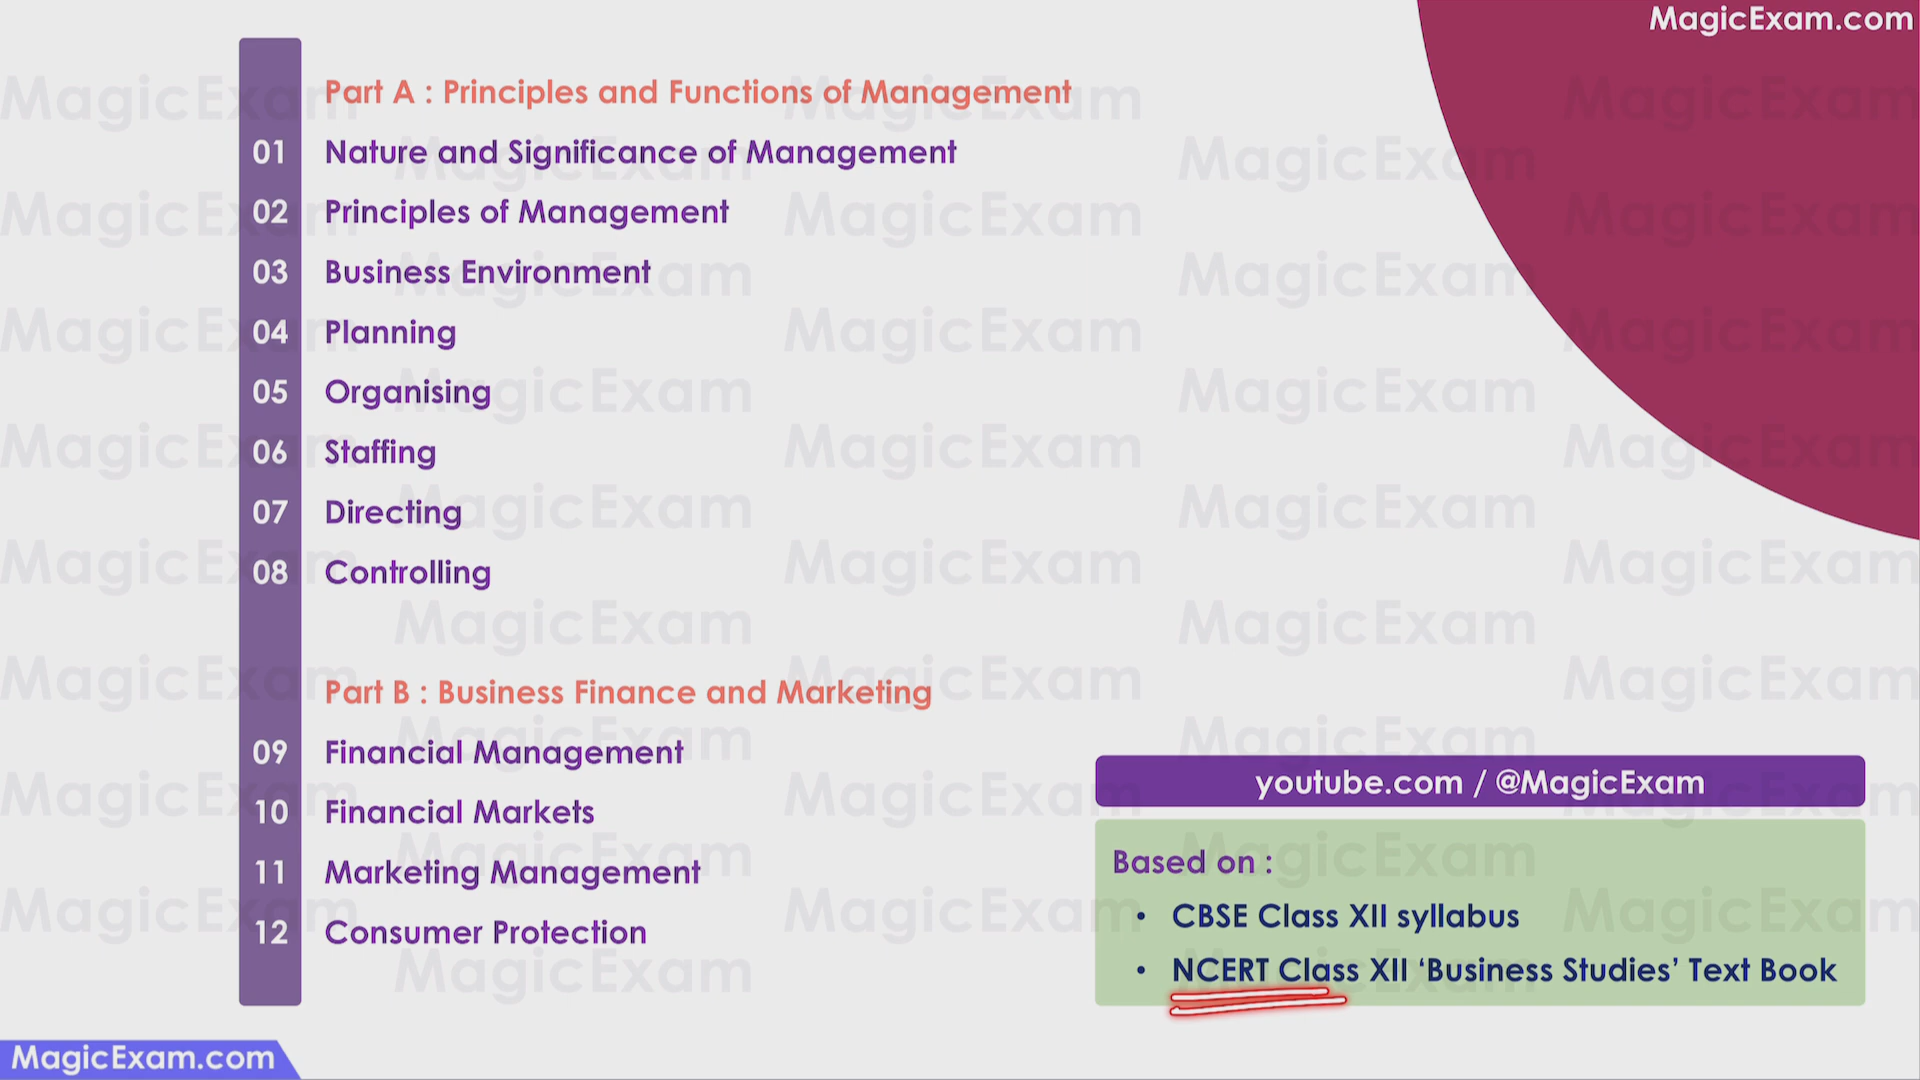 MagicExam.com
Part A : Principles and Functions of Management
01 Nature and Significance of Management
02 Principles of Management
03 Business Environment
04 Planning
05 Organising
06 Staffing
07 Directing
08 Controlling
Part B : Business Finance and Marketing
09 Financial Management
10 Financial Markets
11 Marketing Management
12 Consumer Protection
youtube.com / @MagicExam
Based on :
• CBSE Class XII syllabus
• NCERT Class XII ‘Business Studies’ Text Book
MagicExam.com